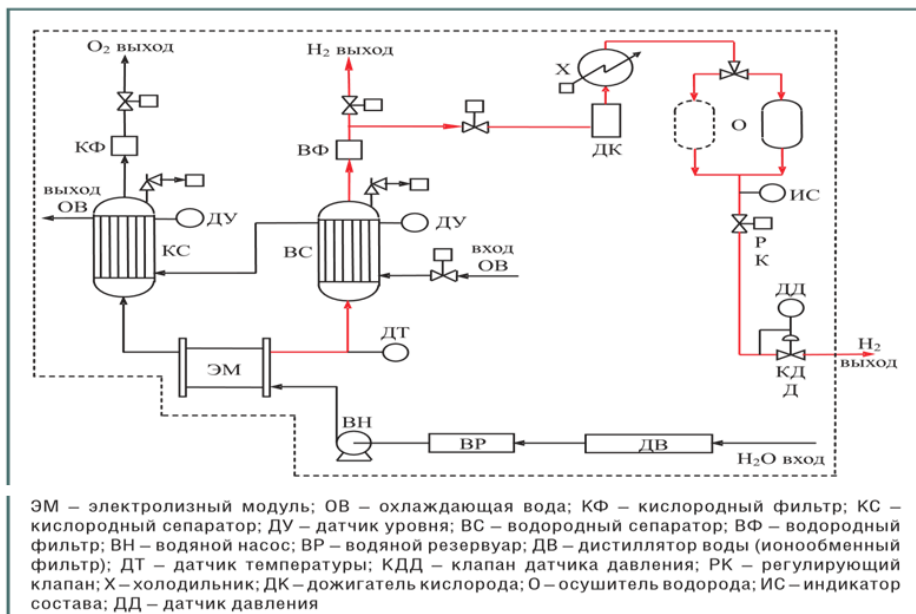 O₂ выход
H₂ выход
Х
КФ
ВФ
ДК
О
ИС
выход
ОВ
ДУ
КС
ДУ
ВС
вход
ОВ
Р
К
ДД
ДТ
ЭМ
H₂
выход
КД
Д
ВН
ВР
ДВ
H₂O вход
ЭМ – электролизный модуль; ОВ – охлаждающая вода; КФ – кислородный фильтр; КС –
кислородный сепаратор; ДУ – датчик уровня; ВС – водородный сепаратор; ВФ – водородный
фильтр; ВН – водяной насос; ВР – водяной резервуар; ДВ – дистиллятор воды (ионообменный
фильтр); ДТ – датчик температуры; КДД – клапан датчика давления; РК – регулирующий
клапан; Х – холодильник; ДК – дожигатель кислорода; О – осушитель водорода; ИС – индикатор
состава; ДД – датчик давления